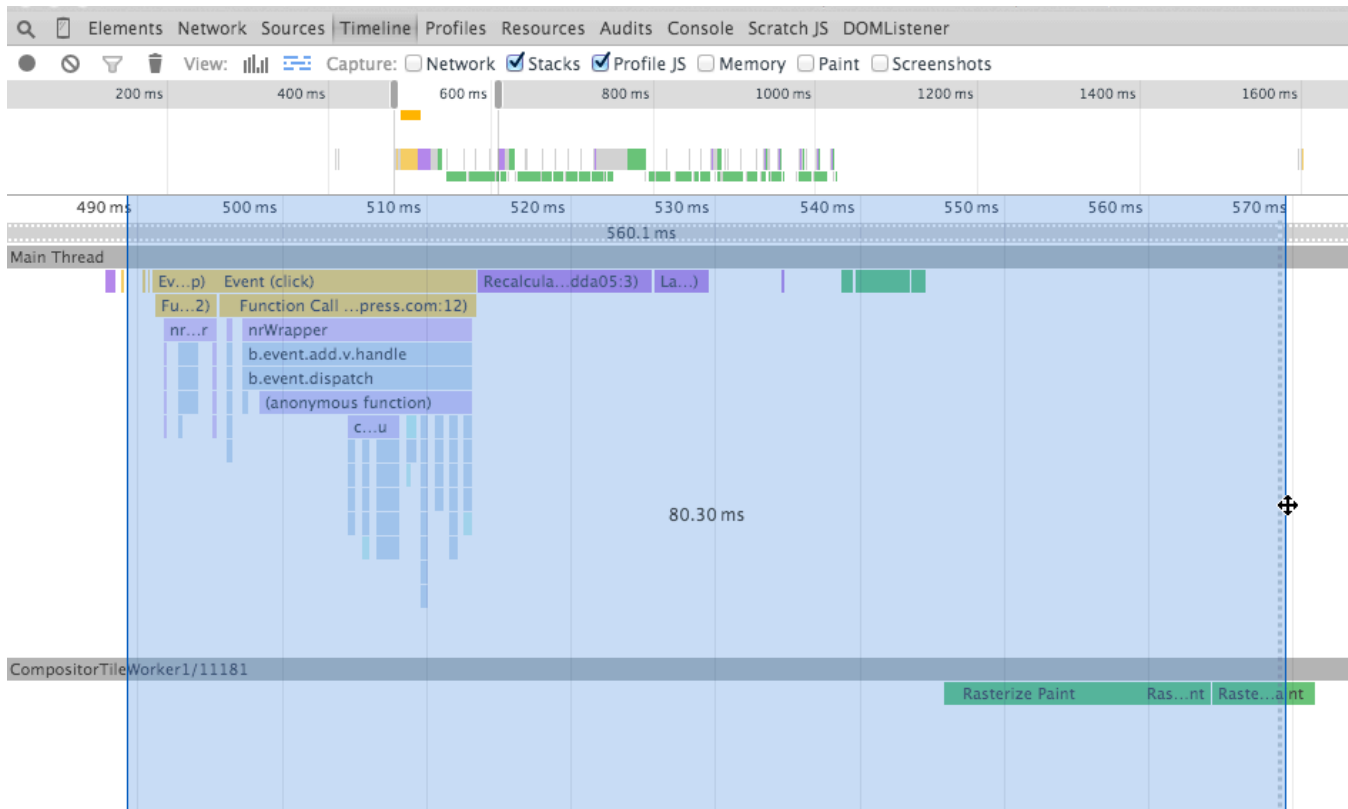 Elements Network Sources Timeline Profiles Resources Audits Console Scratch JS DOMListener
View: Capture: Network Stacks Profile JS Memory Paint Screenshots
200 ms 400 ms 600 ms 800 ms 1000 ms 1200 ms 1400 ms 1600 ms
490 ms 500 ms 510 ms 520 ms 530 ms 540 ms 550 ms 560 ms 570 ms
560.1 ms
Main Thread
Ev...p) Event (click) Recalcula...dda05:3) La...)
Fu...2) Function Call ...press.com:12)
nr...r nrWrapper
b.event.add.v.handle
b.event.dispatch
(anonymous function)
c...u
80.30 ms
CompositorTileWorker1/11181
Rasterize Paint Ras...nt Raste...aint